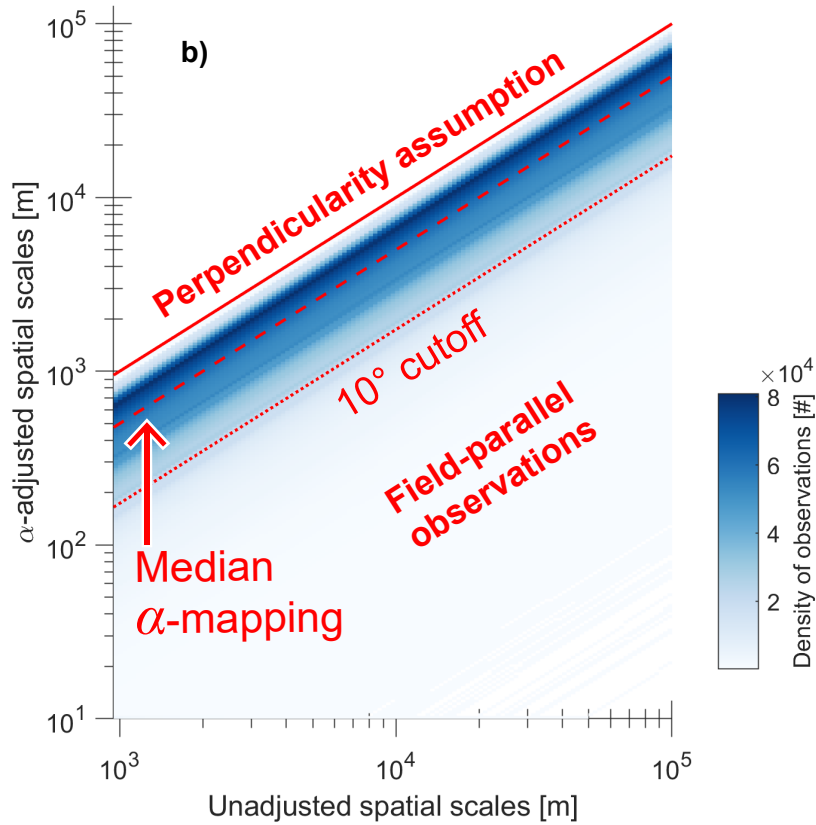 b)
10⁵
10⁴
10³
10²
10¹
α-adjusted spatial scales [m]
Perpendicularity assumption
10° cutoff
Field-parallel
observations
Median
α-mapping
10³
10⁴
10⁵
Unadjusted spatial scales [m]
×10⁴
8
6
4
2
Density of observations [#]